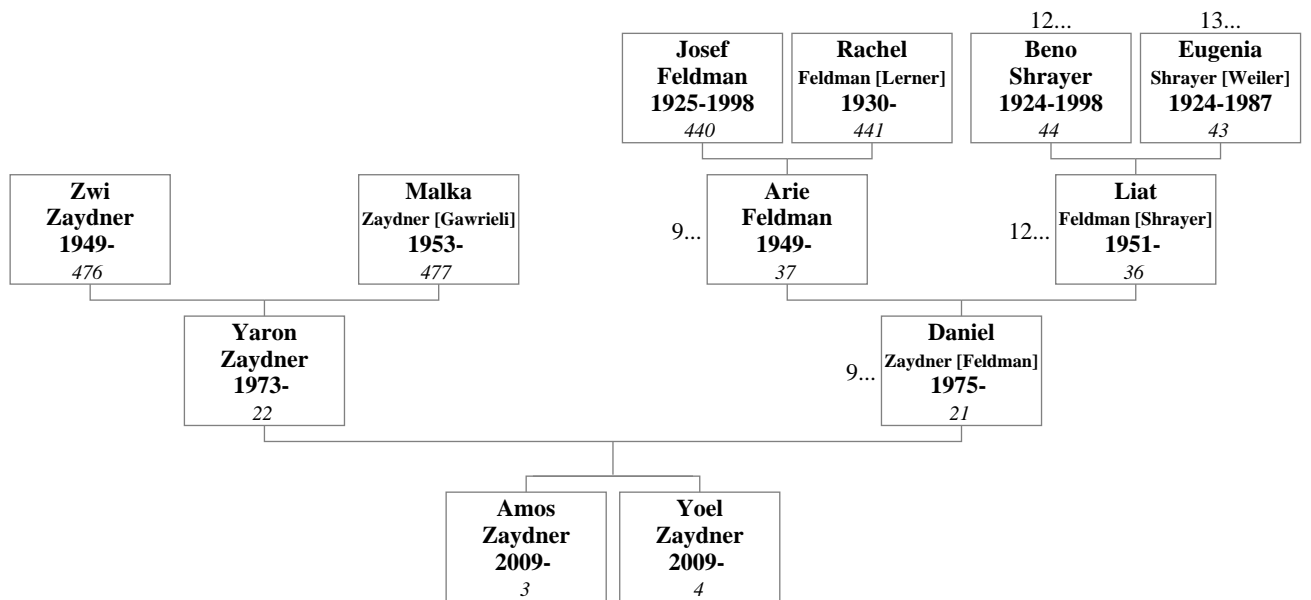 12...
13...
Josef
Feldman
1925-1998
440
Rachel
Feldman [Lerner]
1930-
441
Beno
Shrayer
1924-1998
44
Eugenia
Shrayer [Weiler]
1924-1987
43
Zwi
Zaydner
1949-
476
Malka
Zaydner [Gawrieli]
1953-
477
9...
Arie
Feldman
1949-
37
12...
Liat
Feldman [Shrayer]
1951-
36
Yaron
Zaydner
1973-
22
9...
Daniel
Zaydner [Feldman]
1975-
21
Amos
Zaydner
2009-
3
Yoel
Zaydner
2009-
4